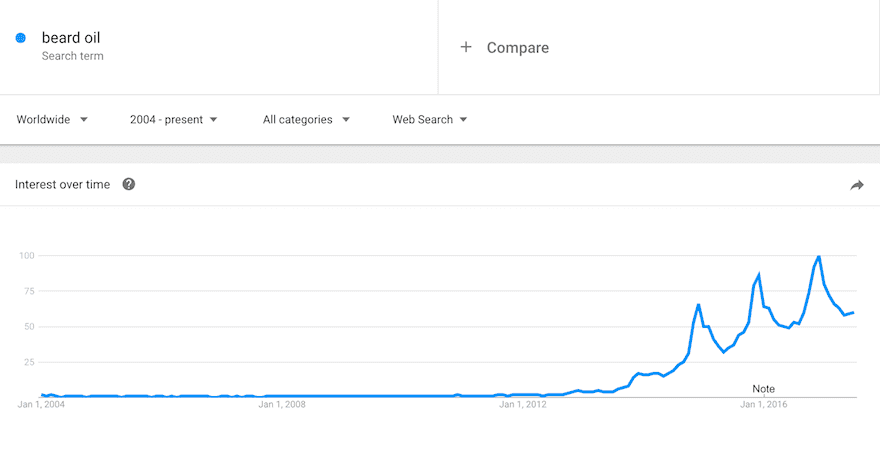 beard oil
Search term
+ Compare
Worldwide
2004 - present
All categories
Web Search
Interest over time ?
100
75
50
25
Note
Jan 1, 2004
Jan 1, 2008
Jan 1, 2012
Jan 1, 2016